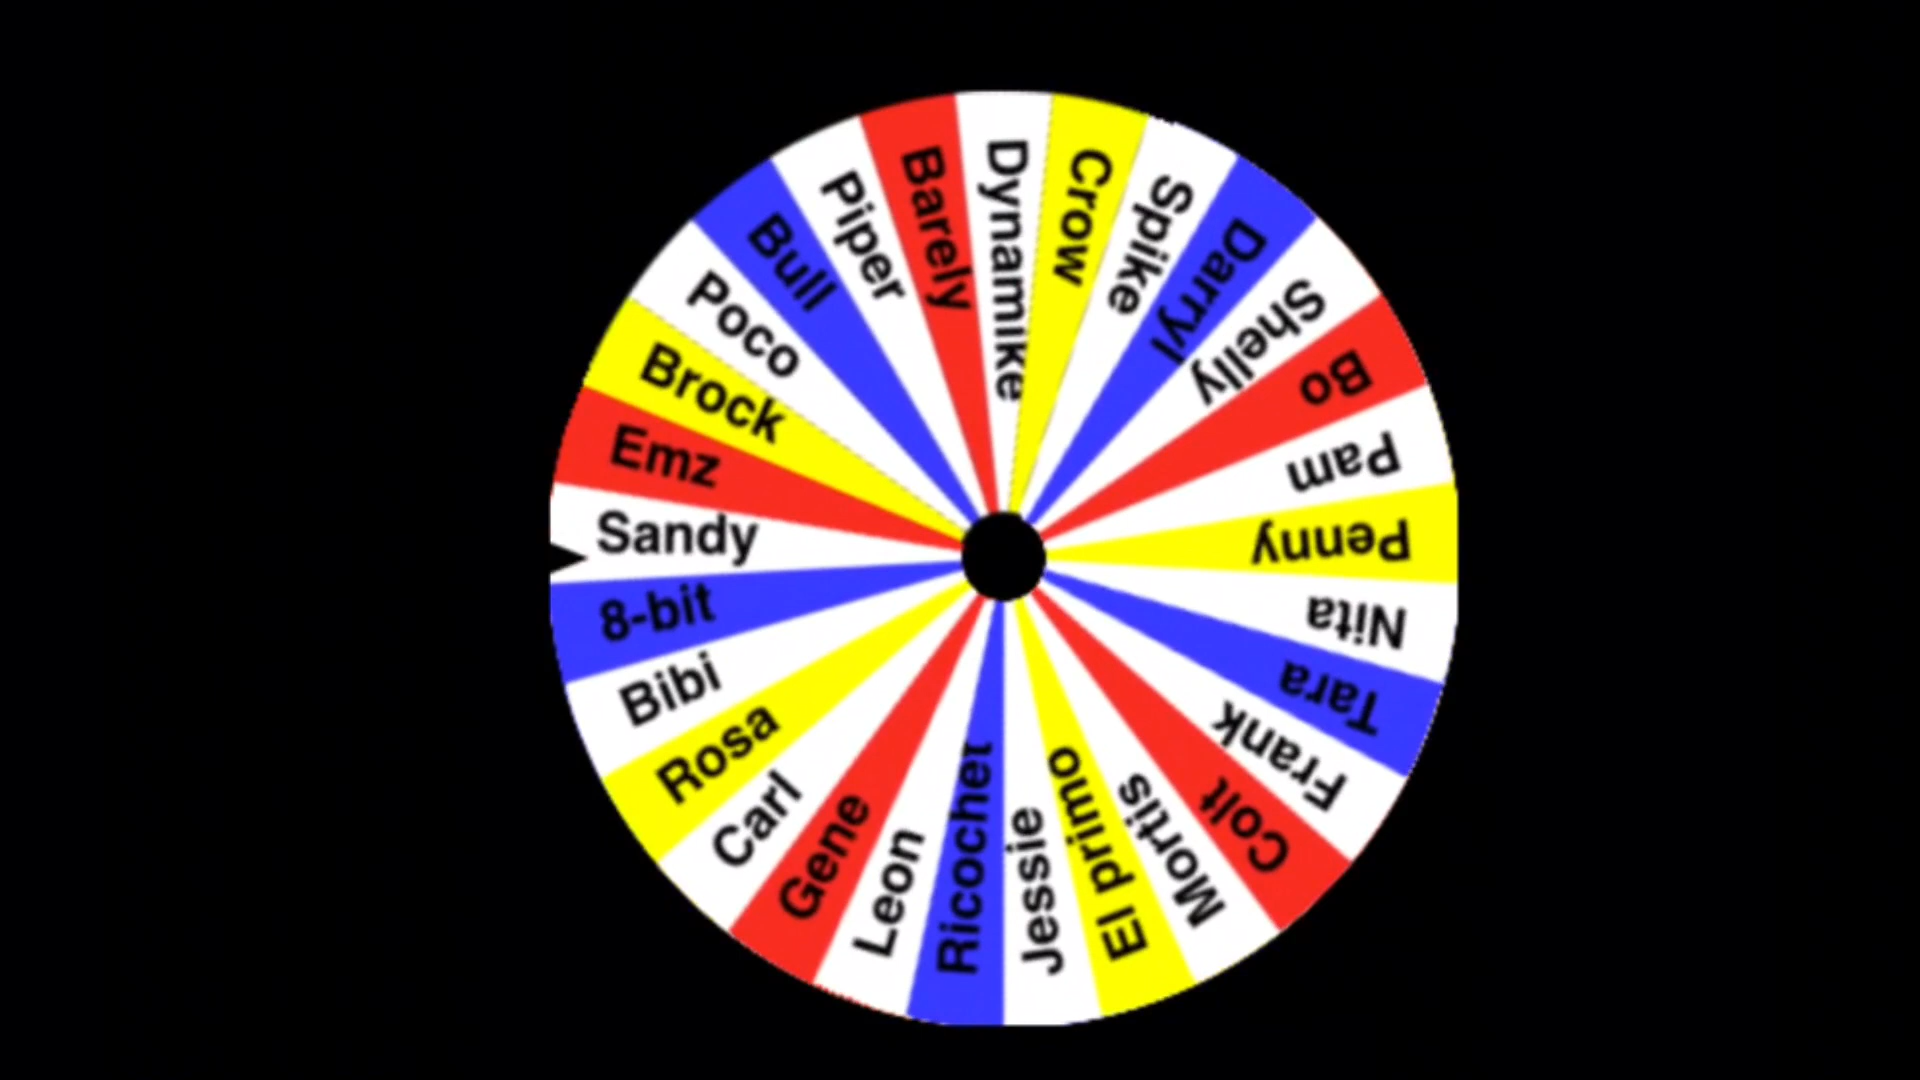 Dynamike
Crow
Spike
Darryl
Shelly
Bo
Pam
Penny
Nita
Tara
Frank
Colt
Mortis
El primo
Jessie
Ricochet
Leon
Gene
Carl
Rosa
Bibi
8-bit
Sandy
Emz
Brock
Poco
Bull
Piper
Barely